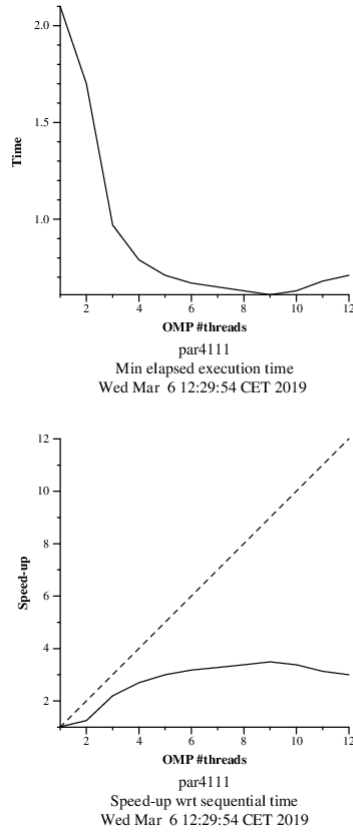 2.0
1.5
Time
1.0
2 4 6 8 10 12
OMP #threads
par4111
Min elapsed execution time
Wed Mar 6 12:29:54 CET 2019
12
10
8
Speed-up
6
4
2
2 4 6 8 10 12
OMP #threads
par4111
Speed-up wrt sequential time
Wed Mar 6 12:29:54 CET 2019